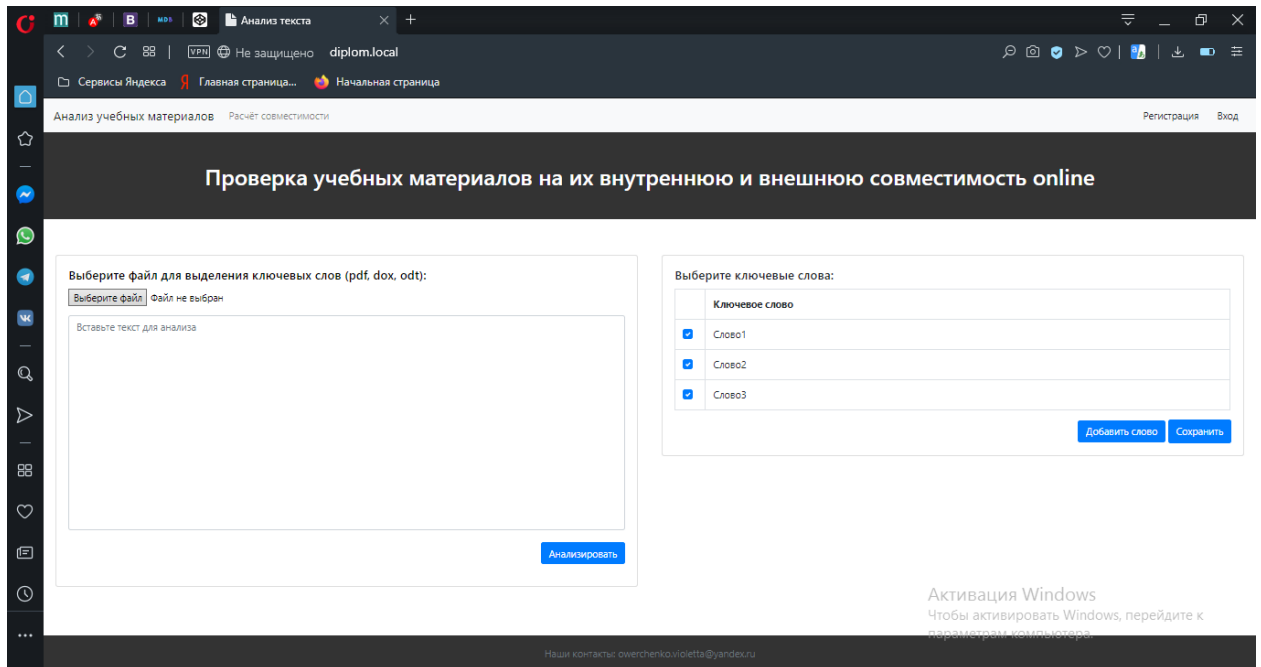 m B MDB Анализ текста
VPN Не защищено diplom.local
Сервисы Яндекса Я Главная страница... Начальная страница
Анализ учебных материалов Расчёт совместимости Регистрация Вход
Проверка учебных материалов на их внутреннюю и внешнюю совместимость online
Выберите файл для выделения ключевых слов (pdf, dox, odt):
Выберите файл Файл не выбран
Вставьте текст для анализа
Анализировать
Выберите ключевые слова:
Ключевое слово
Слово1
Слово2
Слово3
Добавить слово Сохранить
Активация Windows
Чтобы активировать Windows, перейдите к
параметрам компьютера.
Наши контакты: owerchenko.violetta@yandex.ru